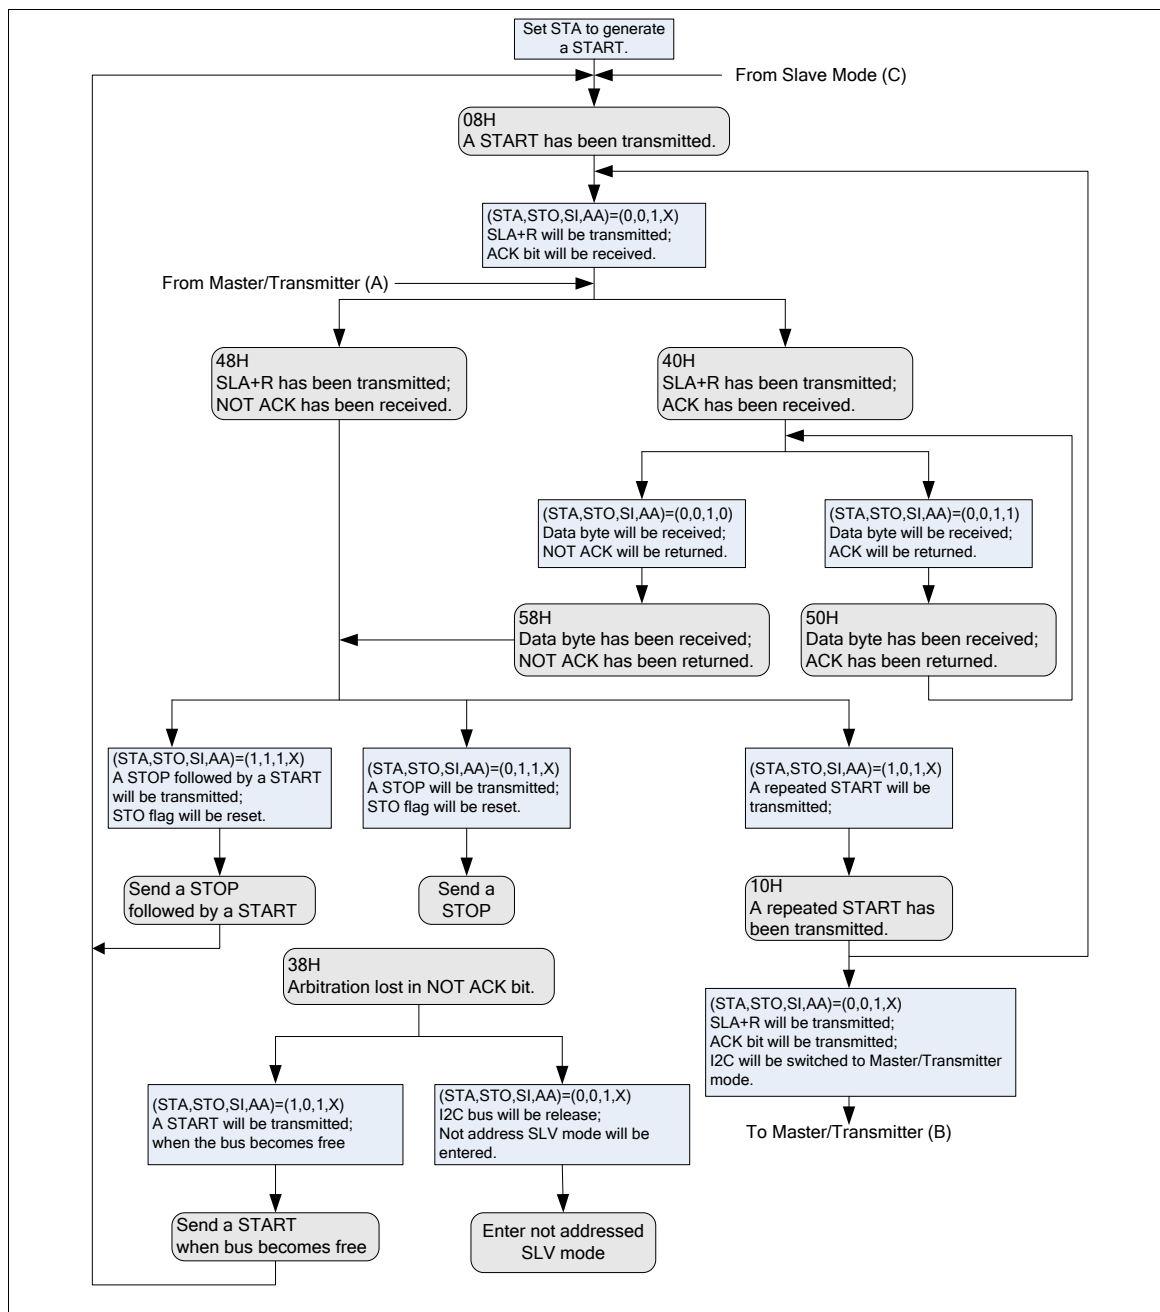 Set STA to generate
a START.
From Slave Mode (C)
08H
A START has been transmitted.
(STA,STO,SI,AA)=(0,0,1,X)
SLA+R will be transmitted;
ACK bit will be received.
From Master/Transmitter (A)
48H
SLA+R has been transmitted;
NOT ACK has been received.
40H
SLA+R has been transmitted;
ACK has been received.
(STA,STO,SI,AA)=(0,0,1,0)
Data byte will be received;
NOT ACK will be returned.
(STA,STO,SI,AA)=(0,0,1,1)
Data byte will be received;
ACK will be returned.
58H
Data byte has been received;
NOT ACK has been returned.
50H
Data byte has been received;
ACK has been returned.
(STA,STO,SI,AA)=(1,1,1,X)
A STOP followed by a START
will be transmitted;
STO flag will be reset.
(STA,STO,SI,AA)=(0,1,1,X)
A STOP will be transmitted;
STO flag will be reset.
(STA,STO,SI,AA)=(1,0,1,X)
A repeated START will be
transmitted;
Send a STOP
followed by a START
Send a
STOP
10H
A repeated START has
been transmitted.
38H
Arbitration lost in NOT ACK bit.
(STA,STO,SI,AA)=(0,0,1,X)
SLA+R will be transmitted;
ACK bit will be transmitted;
I2C will be switched to Master/Transmitter
mode.
(STA,STO,SI,AA)=(1,0,1,X)
A START will be transmitted;
when the bus becomes free
(STA,STO,SI,AA)=(0,0,1,X)
I2C bus will be release;
Not address SLV mode will be
entered.
To Master/Transmitter (B)
Send a START
when bus becomes free
Enter not addressed
SLV mode